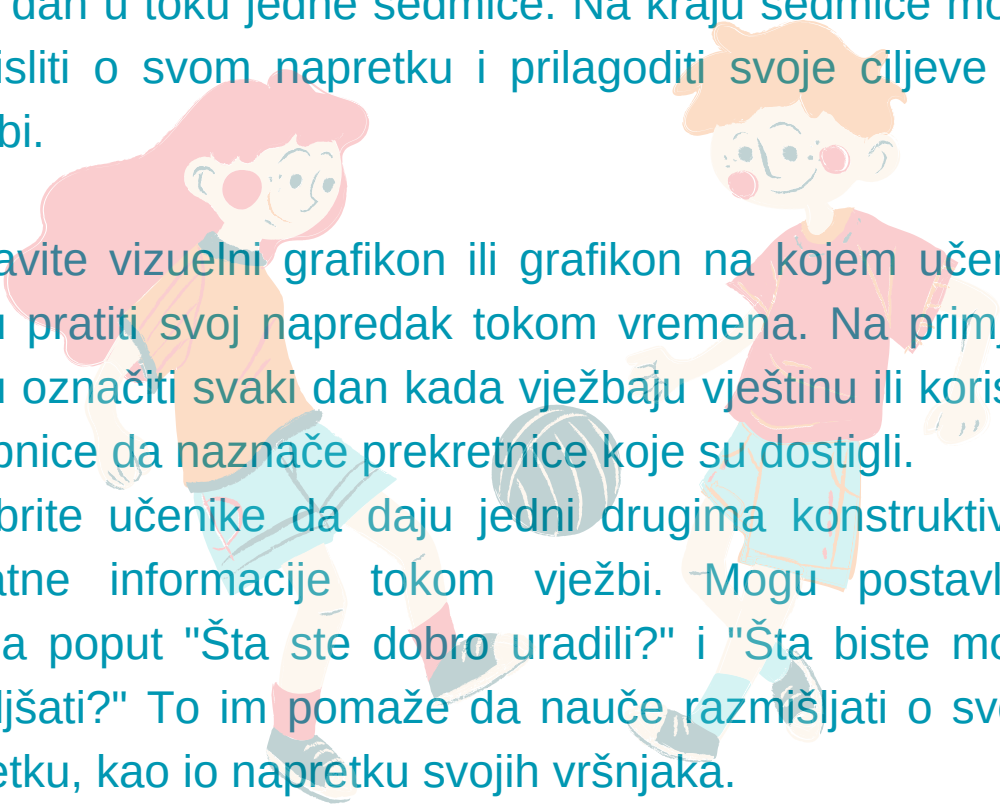 dan u toku jedne sedmice. Na kraju sedmice mo
isliti o svom napretku i prilagoditi svoje ciljeve
bi.
avite vizuelni grafikon ili grafikon na kojem učen
u pratiti svoj napredak tokom vremena. Na primj
u označiti svaki dan kada vježbaju vještinu ili koris
pnice da naznače prekretnice koje su dostigli.
brite učenike da daju jedni drugima konstruktiv
atne informacije tokom vježbi. Mogu postavl
a poput "Šta ste dobro uradili?" i "Šta biste mo
ljšati?" To im pomaže da nauče razmišljati o svo
etku, kao io napretku svojih vršnjaka.